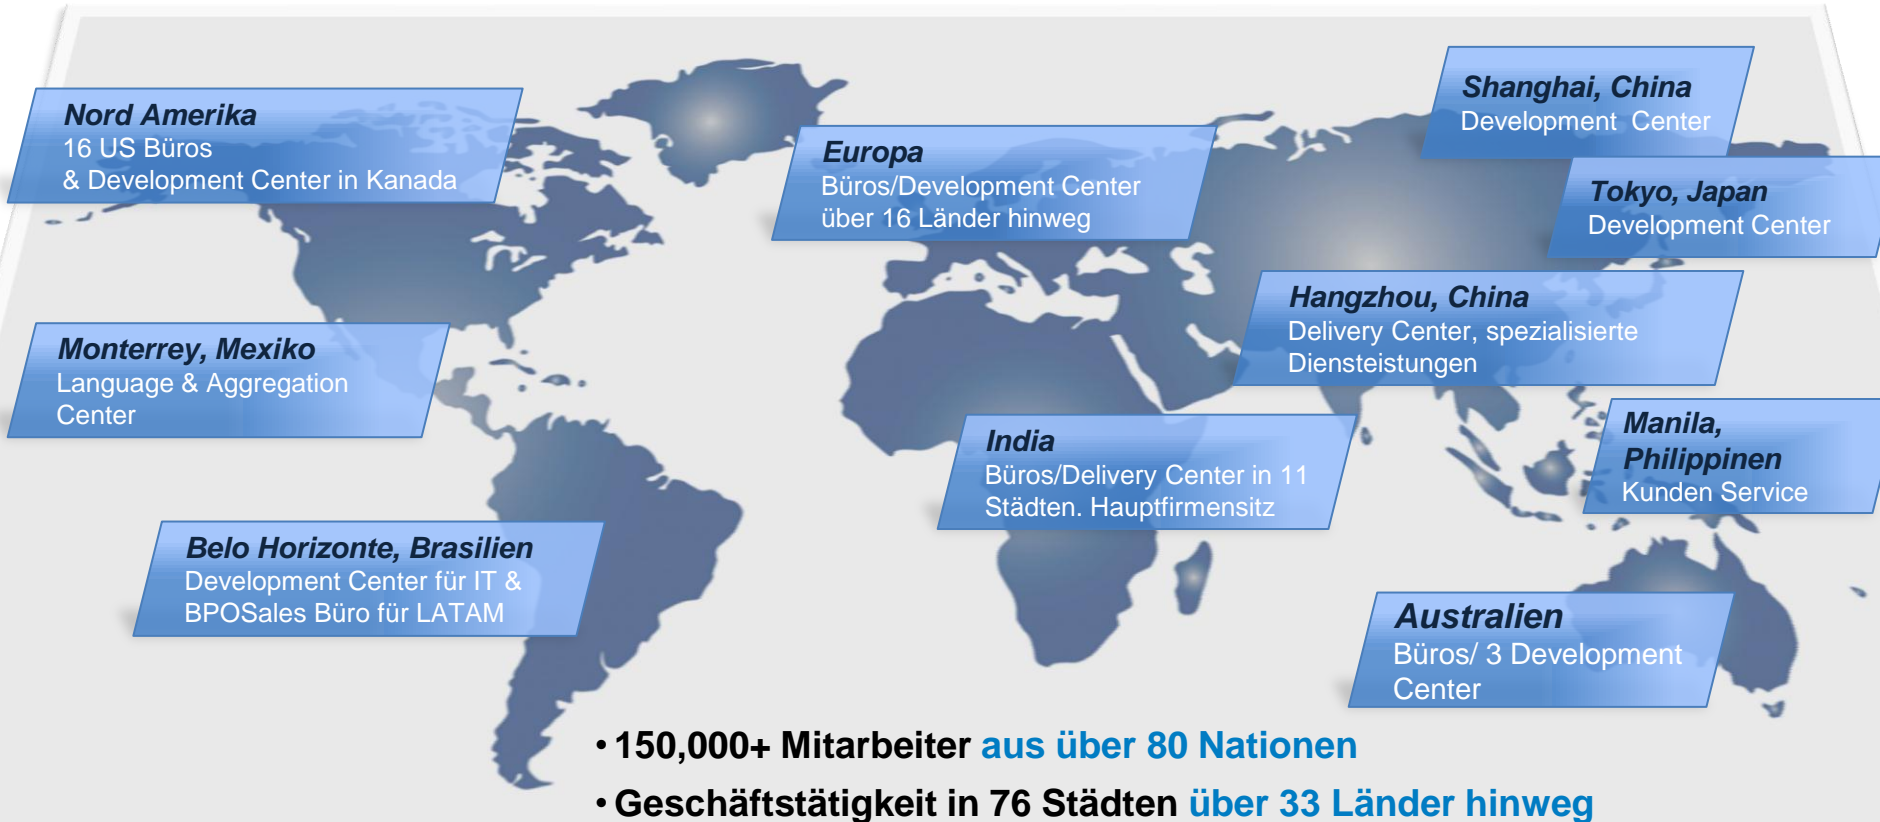 Nord Amerika
16 US Büros
& Development Center in Kanada
Europa
Büros/Development Center
über 16 Länder hinweg
Shanghai, China
Development Center
Tokyo, Japan
Development Center
Hangzhou, China
Delivery Center, spezialisierte
Diensteistungen
Monterrey, Mexiko
Language & Aggregation
Center
India
Büros/Delivery Center in 11
Städten. Hauptfirmensitz
Manila,
Philippinen
Kunden Service
Belo Horizonte, Brasilien
Development Center für IT &
BPOSales Büro für LATAM
Australien
Büros/ 3 Development
Center
• 150,000+ Mitarbeiter aus über 80 Nationen
• Geschäftstätigkeit in 76 Städten über 33 Länder hinweg